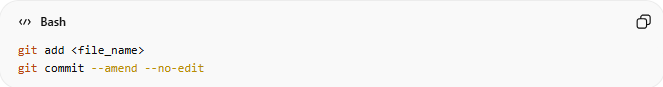 Bash
git add <file_name>
git commit --amend --no-edit